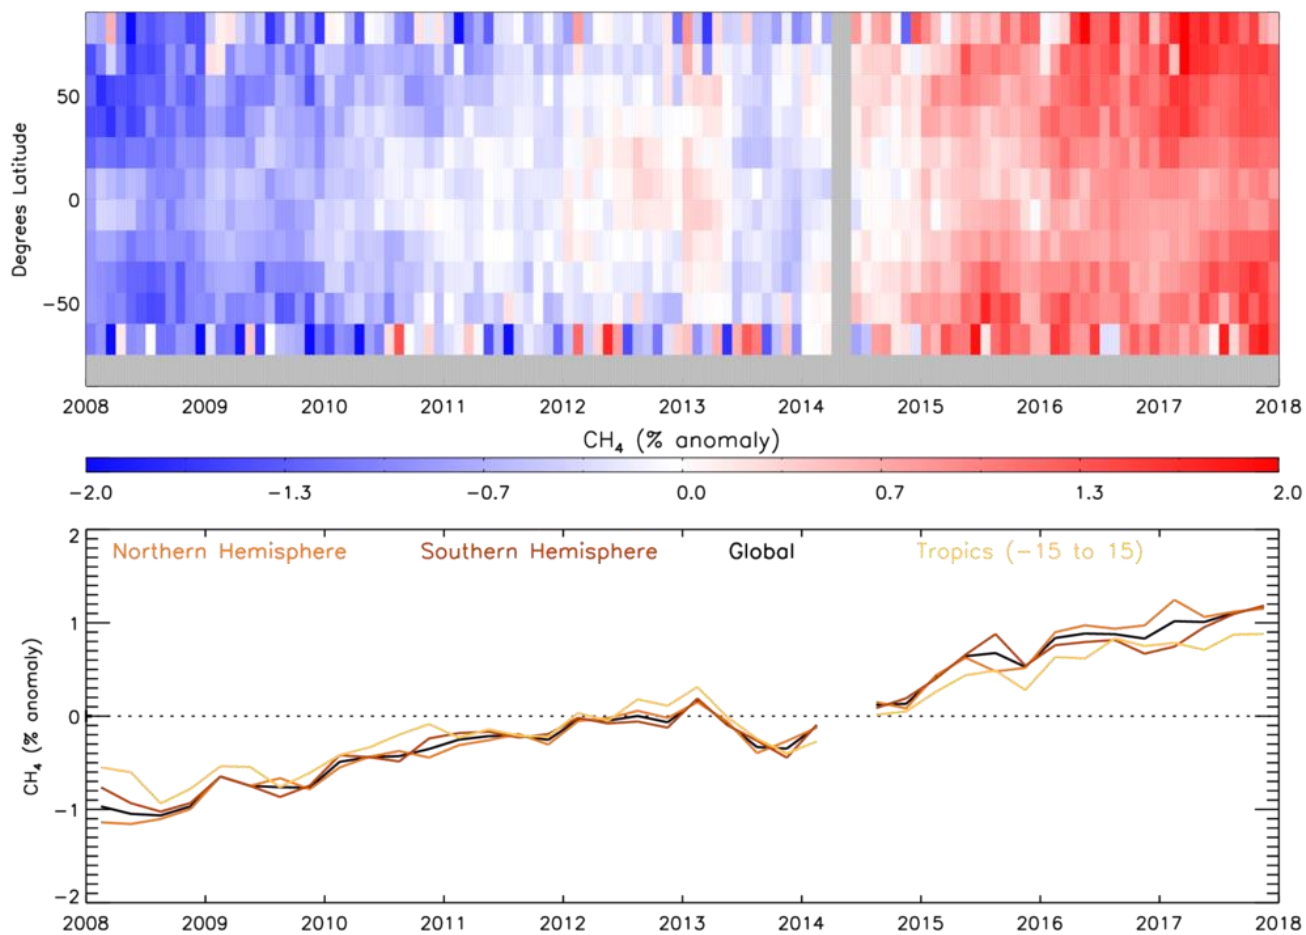 50
0
−50
Degrees Latitude
2008 2009 2010 2011 2012 2013 2014 2015 2016 2017 2018
CH₄ (% anomaly)
−2.0 −1.3 −0.7 0.0 0.7 1.3 2.0
Northern Hemisphere Southern Hemisphere Global Tropics (−15 to 15)
2
1
0
−1
−2
CH₄ (% anomaly)
2008 2009 2010 2011 2012 2013 2014 2015 2016 2017 2018